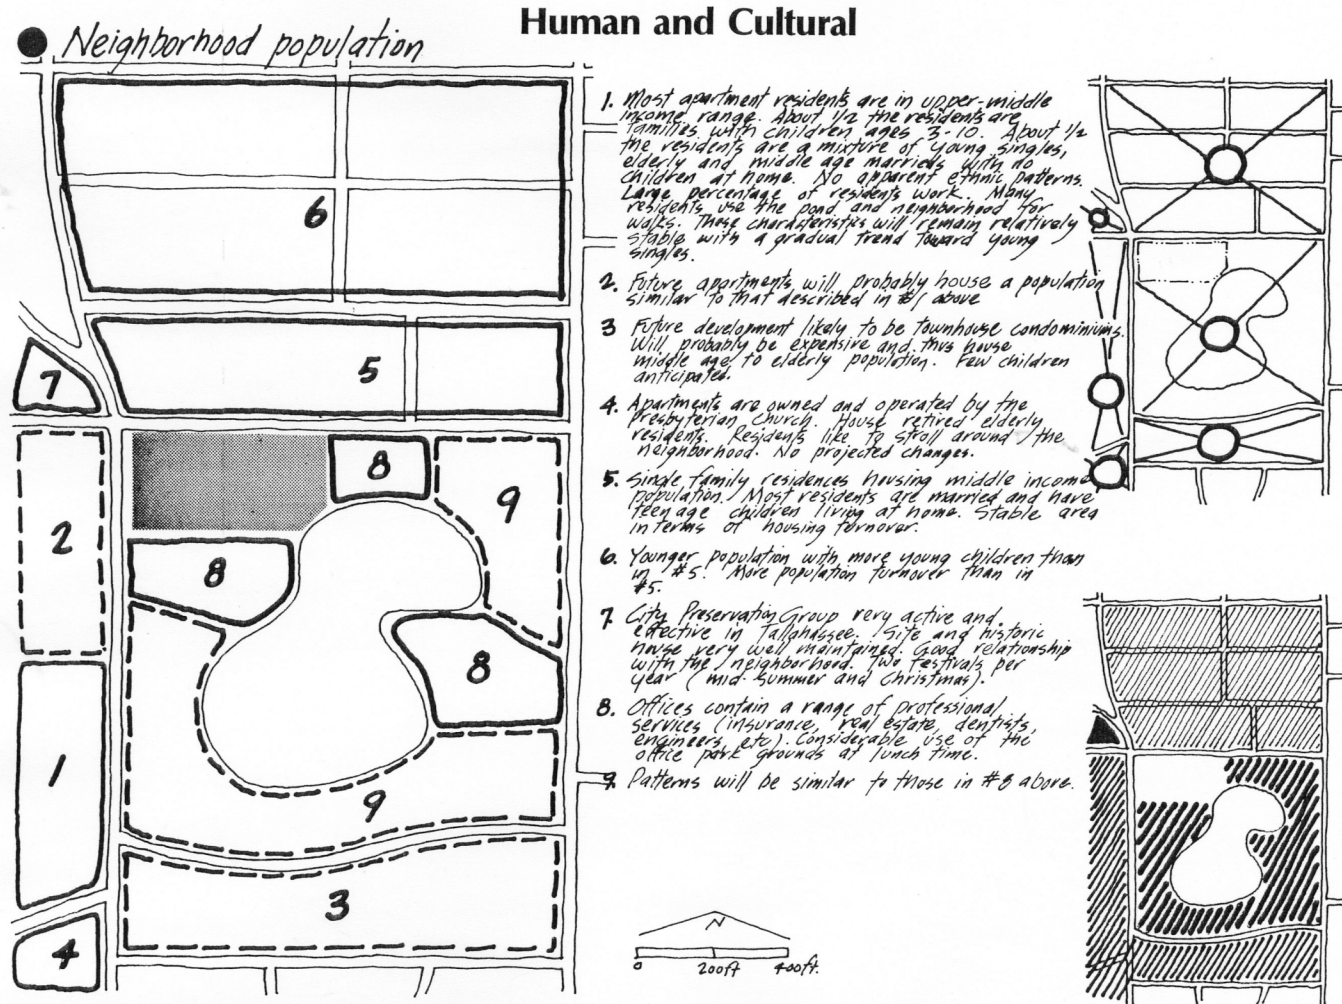 Human and Cultural
Neighborhood population
1. Most apartment residents are in upper-middle
income range. About 1/2 the residents are
families with children ages 3-10. About 1/2
the residents are a mixture of young singles,
elderly and middle age marrieds with no
children at home. No apparent ethnic patterns.
Large percentage of residents work. Many
residents use the pond and neighborhood for
walks. These characteristics will remain relatively
stable with a gradual trend toward young
singles.
2. Future apartments will probably house a population
similar to that described in #1 above
3 Future development likely to be townhouse condominiums.
Will probably be expensive and thus house
middle age to elderly population. Few children
anticipated.
4. Apartments are owned and operated by the
Presbyterian Church. House retired elderly
residents. Residents like to stroll around the
neighborhood. No projected changes.
5. Single family residences housing middle income
population. Most residents are married and have
teen age children living at home. Stable area
in terms of housing turnover.
6. Younger population with more young children than
in #5. More population turnover than in
#5.
7. City Preservation Group very active and
effective in Tallahassee. Site and historic
house very well maintained. Good relationship
with the neighborhood. Two festivals per
year (mid-summer and Christmas).
8. Offices contain a range of professional
services (insurance, real estate, dentists,
engineers, etc). Considerable use of the
office park grounds at lunch time.
9. Patterns will be similar to those in #8 above.
6
5
7
8
9
2
8
8
1
9
3
4
N
0 200ft 400ft.